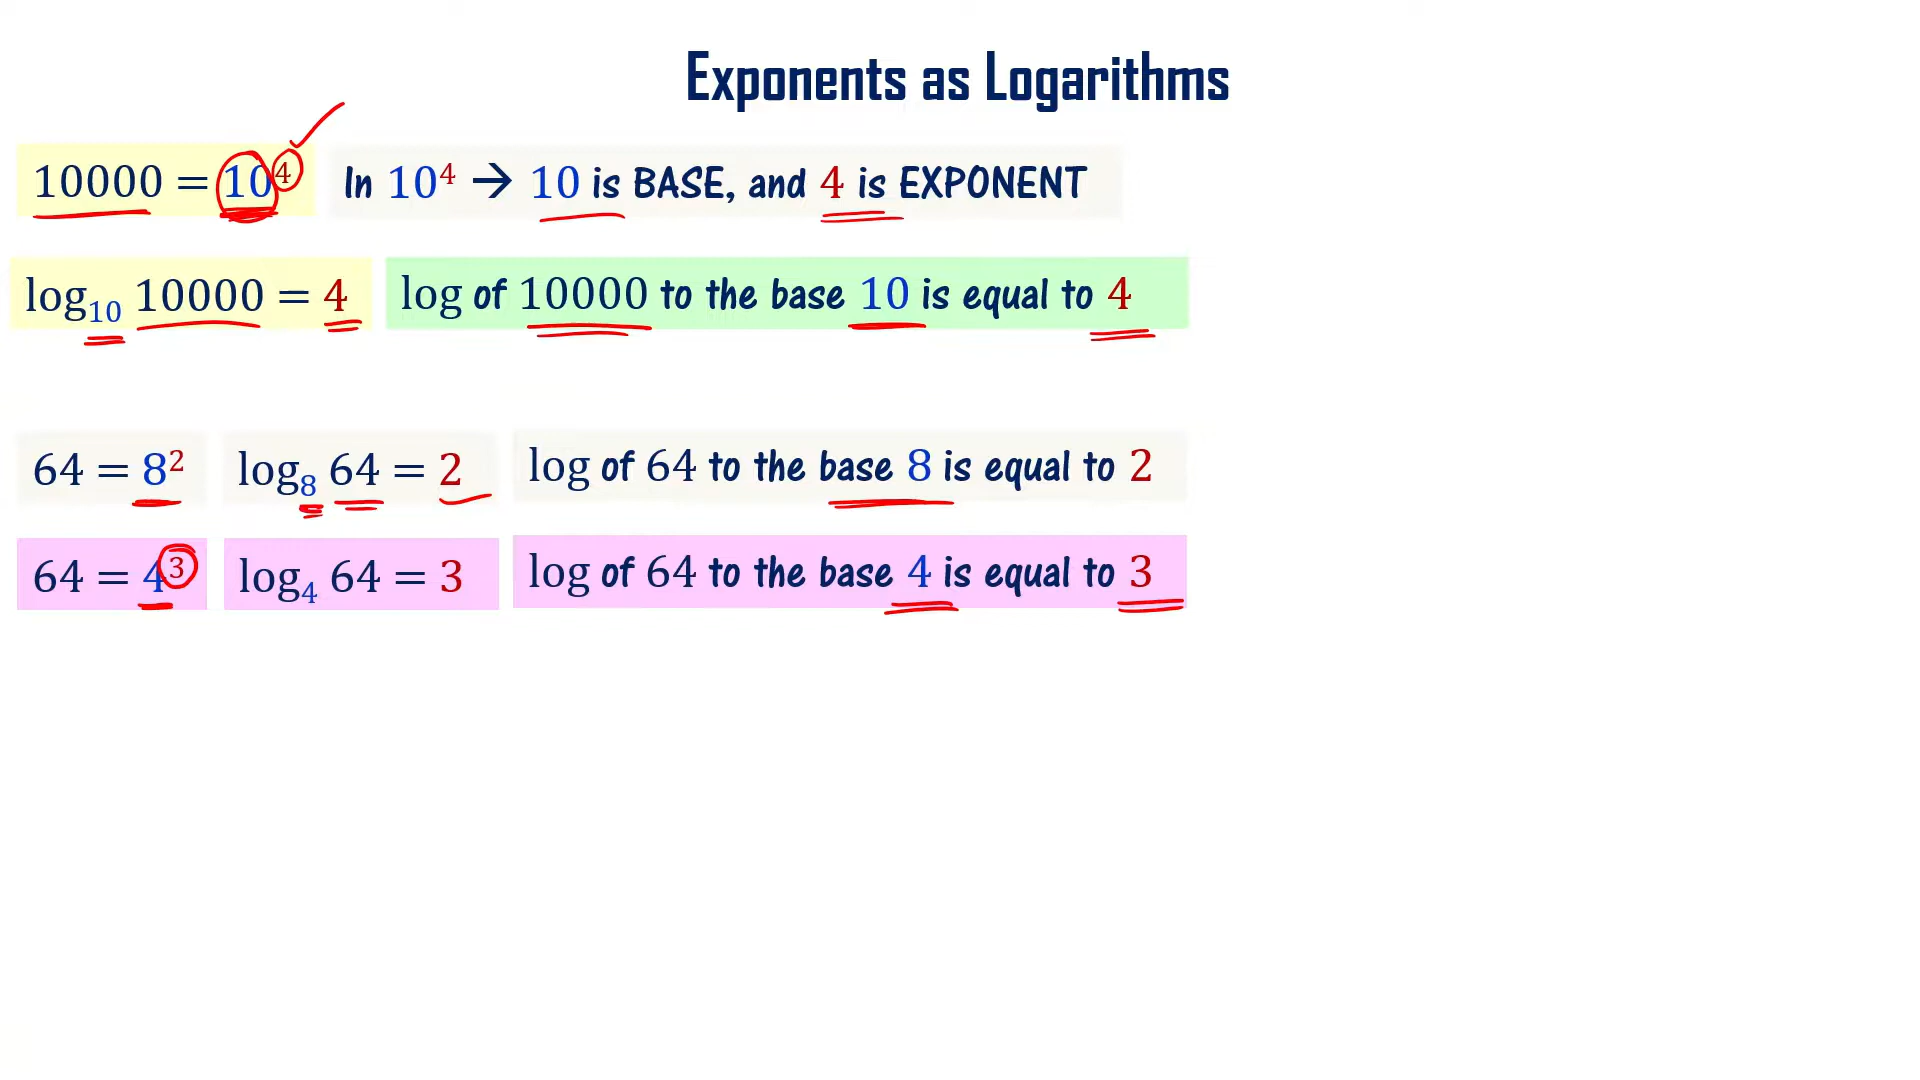 Exponents as Logarithms
10000 = 10⁴ In 10⁴ → 10 is BASE, and 4 is EXPONENT
log₁₀ 10000 = 4 log of 10000 to the base 10 is equal to 4
64 = 8² log₈ 64 = 2 log of 64 to the base 8 is equal to 2
64 = 4³ log₄ 64 = 3 log of 64 to the base 4 is equal to 3